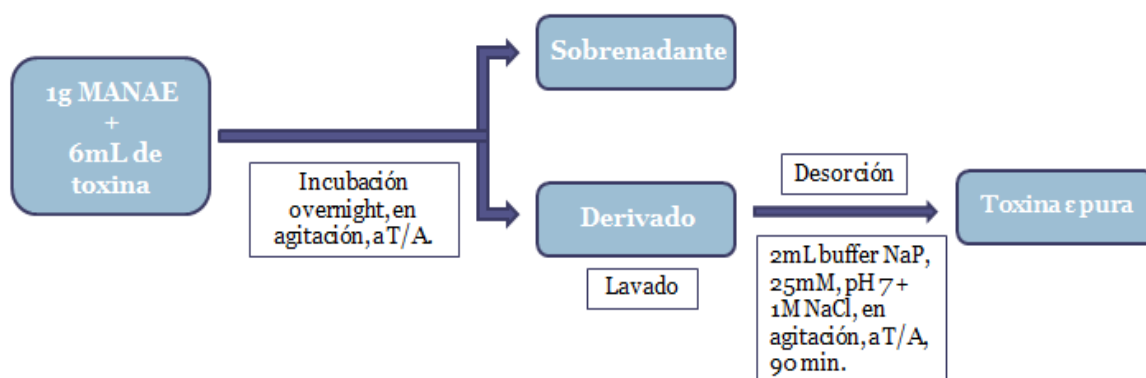 1g MANAE
+
6mL de
toxina
Incubación
overnight, en
agitación, a T/A.
Sobrenadante
Derivado
Lavado
Desorción
2mL buffer NaP,
25mM, pH 7 +
1M NaCl, en
agitación, a T/A,
90 min.
Toxina ε pura